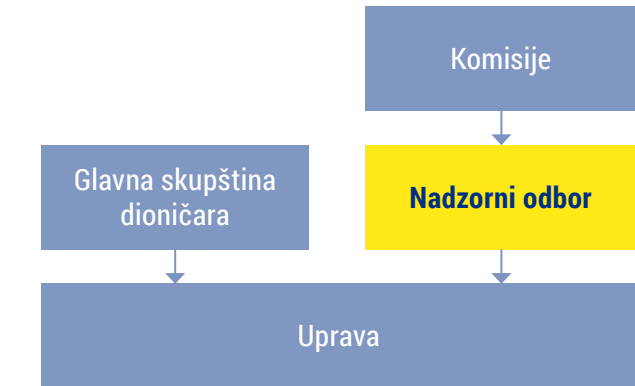 Komisije
Glavna skupština
dioničara
Nadzorni odbor
Uprava